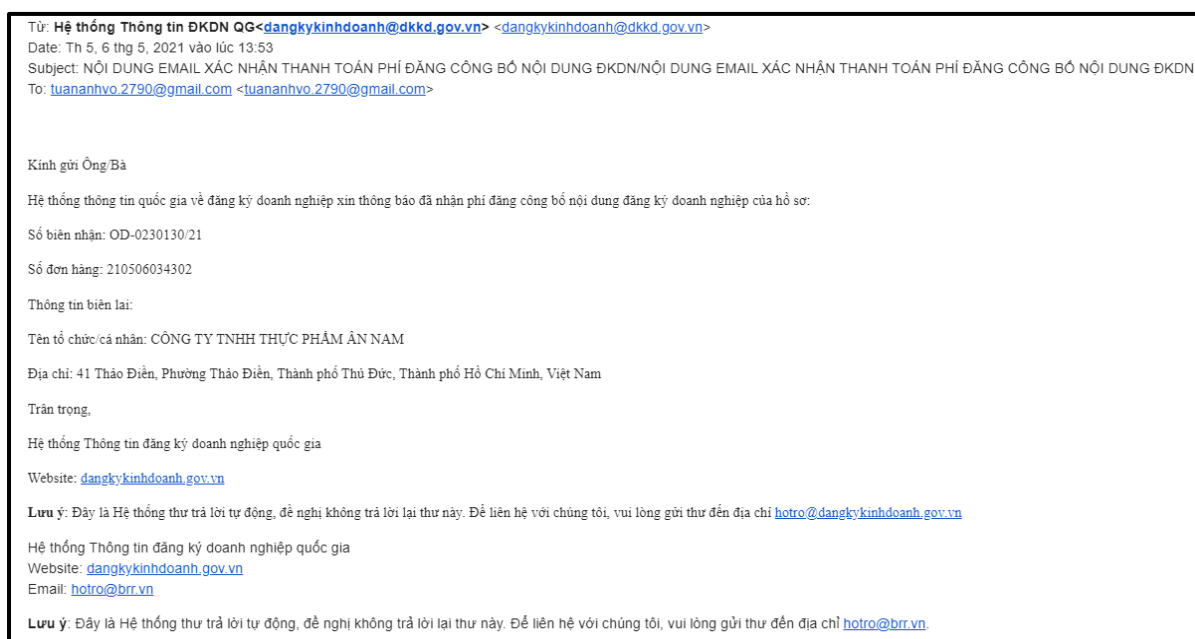 Từ: Hệ thống Thông tin ĐKDN QG<dangkykinhdoanh@dkkd.gov.vn> <dangkykinhdoanh@dkkd.gov.vn>
Date: Th 5, 6 thg 5, 2021 vào lúc 13:53
Subject: NỘI DUNG EMAIL XÁC NHẬN THANH TOÁN PHÍ ĐĂNG CÔNG BỐ NỘI DUNG ĐKDN/NỘI DUNG EMAIL XÁC NHẬN THANH TOÁN PHÍ ĐĂNG CÔNG BỐ NỘI DUNG ĐKDN
To: tuananhvo.2790@gmail.com <tuananhvo.2790@gmail.com>
Kính gửi Ông/Bà
Hệ thống thông tin quốc gia về đăng ký doanh nghiệp xin thông báo đã nhận phí đăng công bố nội dung đăng ký doanh nghiệp của hồ sơ:
Số biên nhận: OD-0230130/21
Số đơn hàng: 210506034302
Thông tin biên lai:
Tên tổ chức/cá nhân: CÔNG TY TNHH THỰC PHẨM ÂN NAM
Địa chỉ: 41 Thảo Điền, Phường Thảo Điền, Thành phố Thủ Đức, Thành phố Hồ Chí Minh, Việt Nam
Trân trọng,
Hệ thống Thông tin đăng ký doanh nghiệp quốc gia
Website: dangkykinhdoanh.gov.vn
Lưu ý: Đây là Hệ thống thư trả lời tự động, đề nghị không trả lời lại thư này. Để liên hệ với chúng tôi, vui lòng gửi thư đến địa chỉ hotro@dangkykinhdoanh.gov.vn
Hệ thống Thông tin đăng ký doanh nghiệp quốc gia
Website: dangkykinhdoanh.gov.vn
Email: hotro@brr.vn
Lưu ý: Đây là Hệ thống thư trả lời tự động, đề nghị không trả lời lại thư này. Để liên hệ với chúng tôi, vui lòng gửi thư đến địa chỉ hotro@brr.vn.